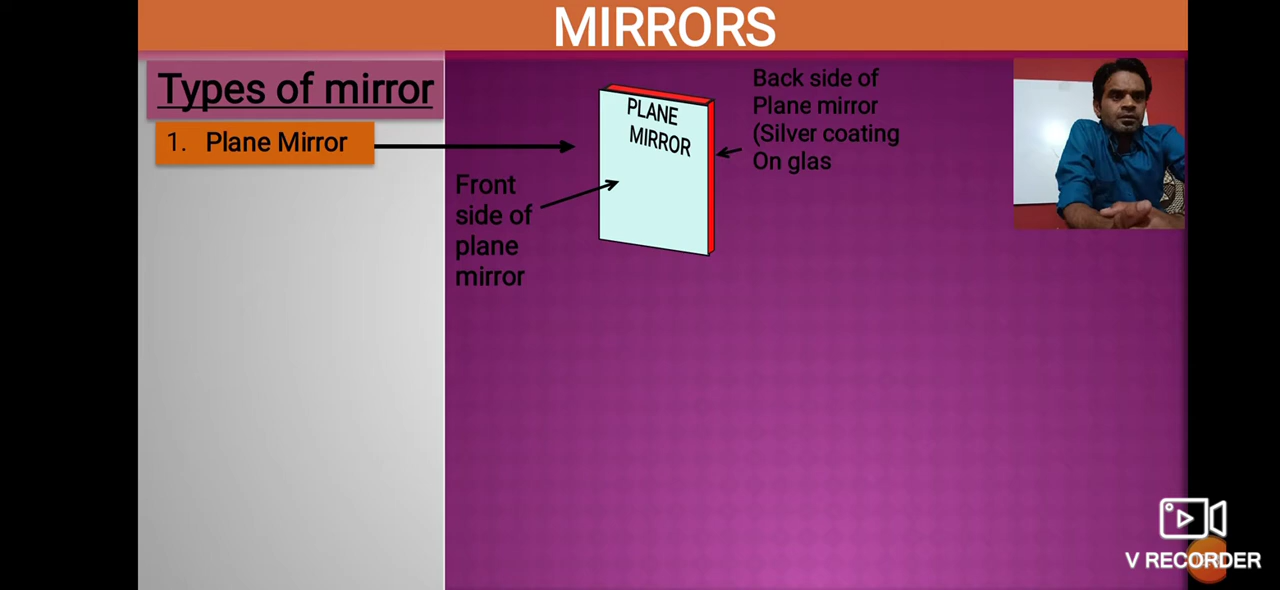 MIRRORS
Types of mirror
1. Plane Mirror
Front
side of
plane
mirror
PLANE
MIRROR
Back side of
Plane mirror
(Silver coating
On glas
V RECORDER